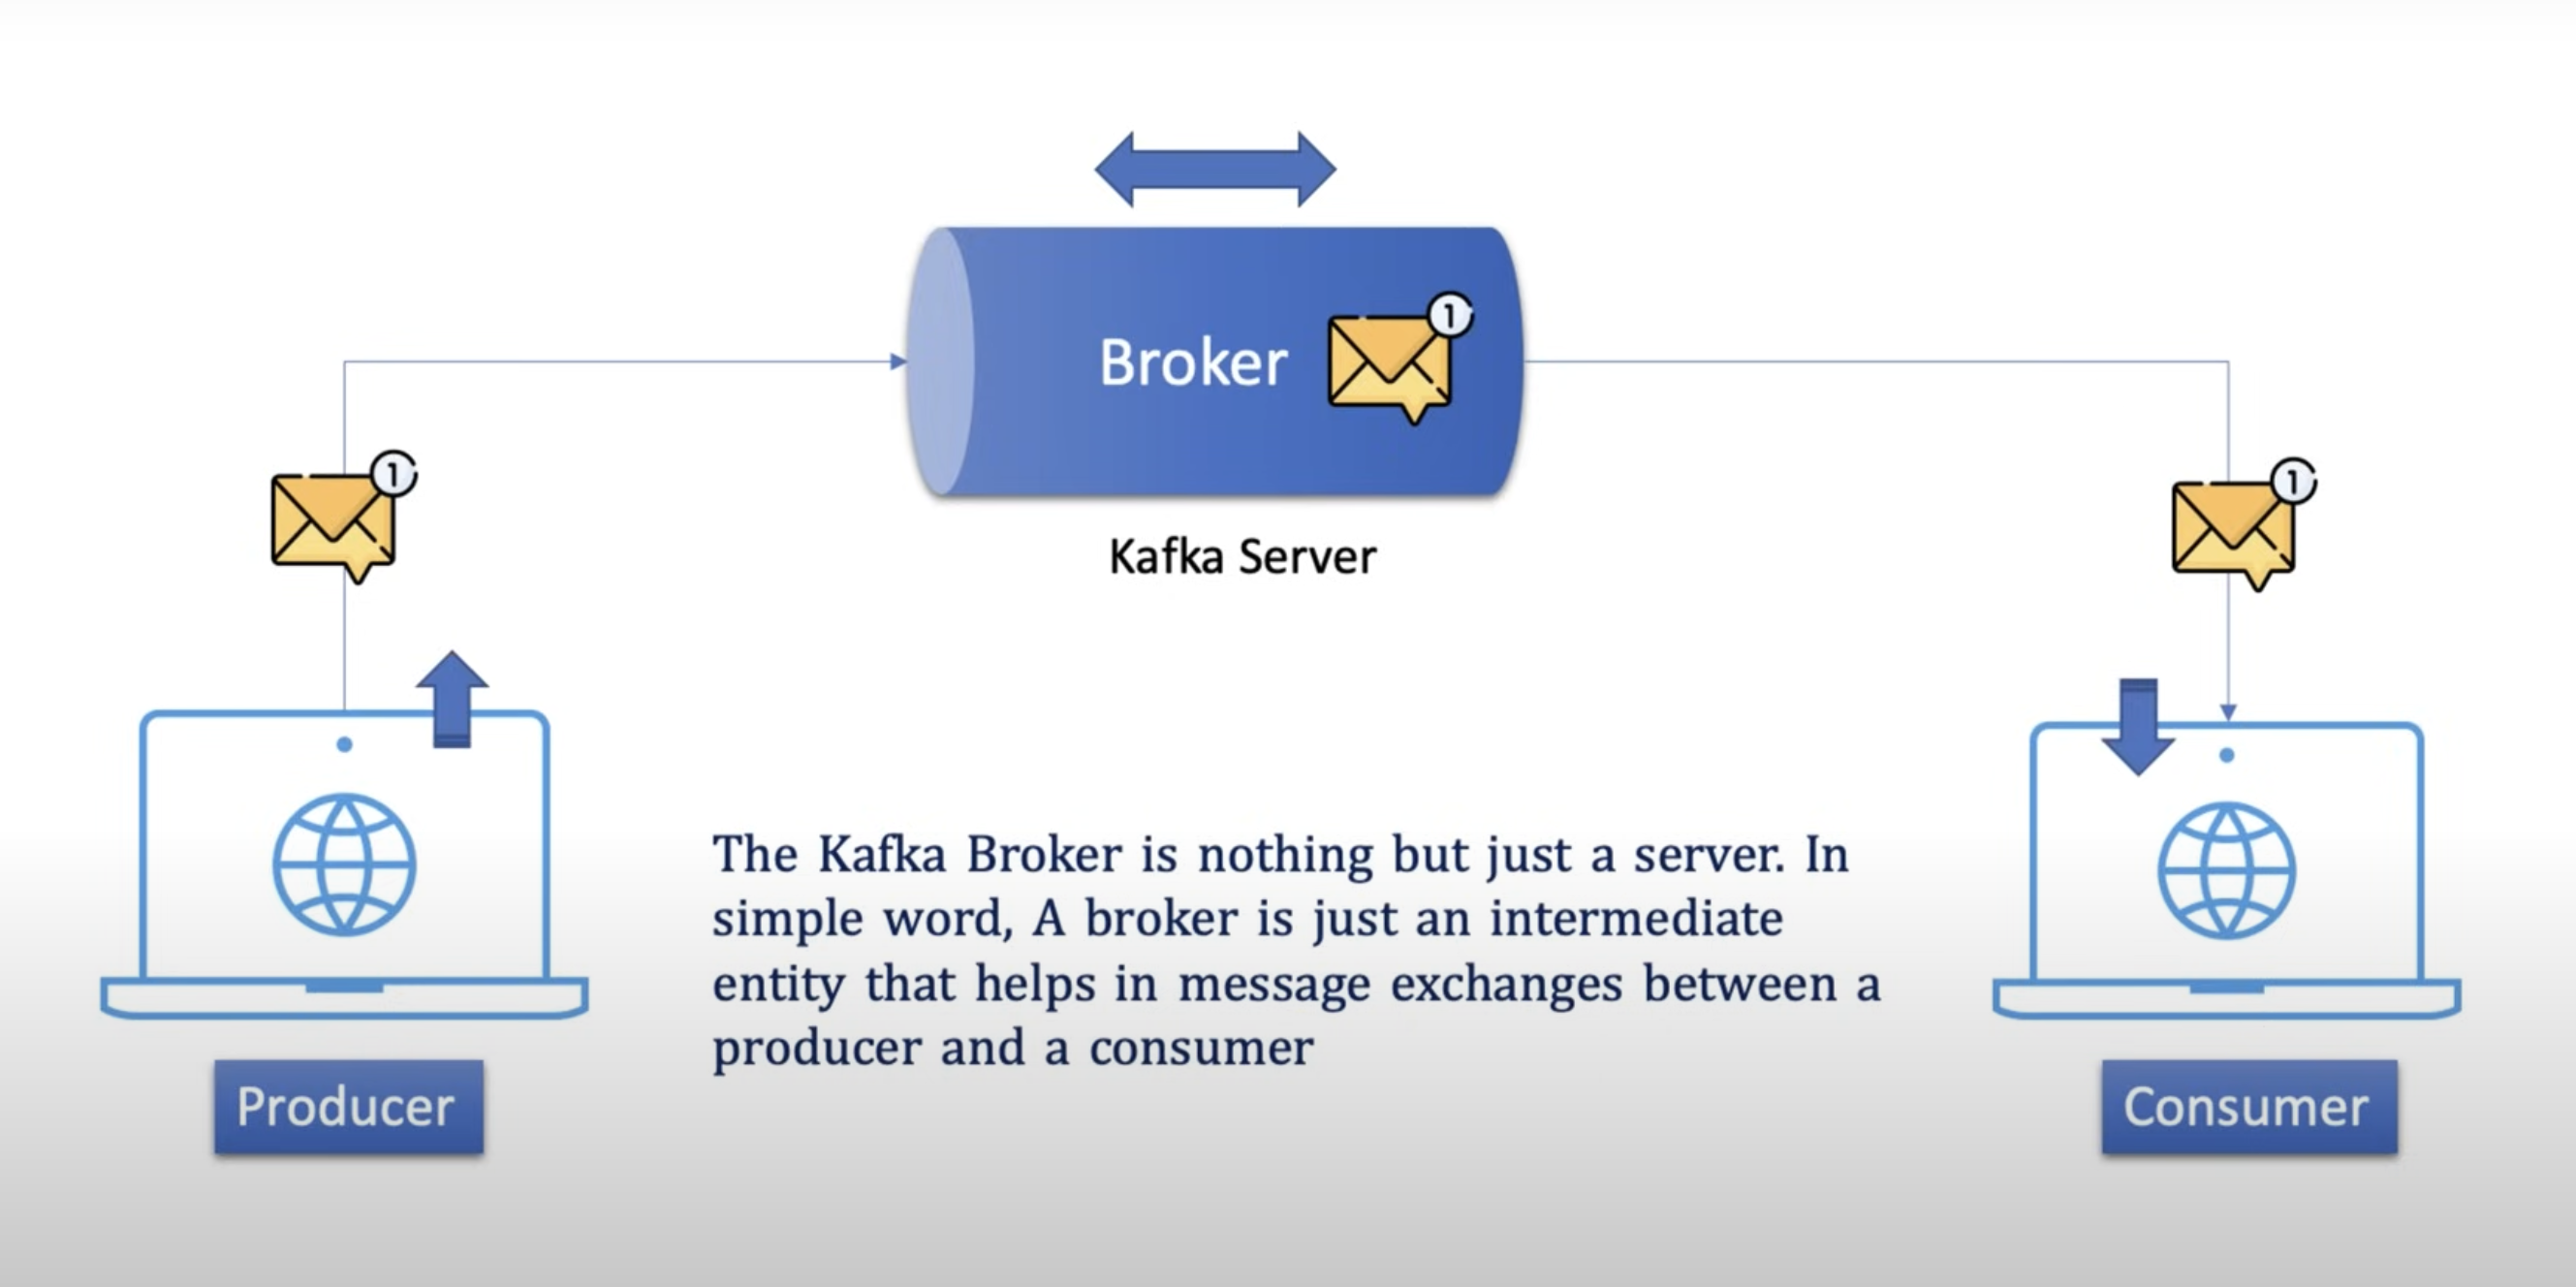 Broker
1
Kafka Server
1
1
The Kafka Broker is nothing but just a server. In
simple word, A broker is just an intermediate
entity that helps in message exchanges between a
producer and a consumer
Producer
Consumer